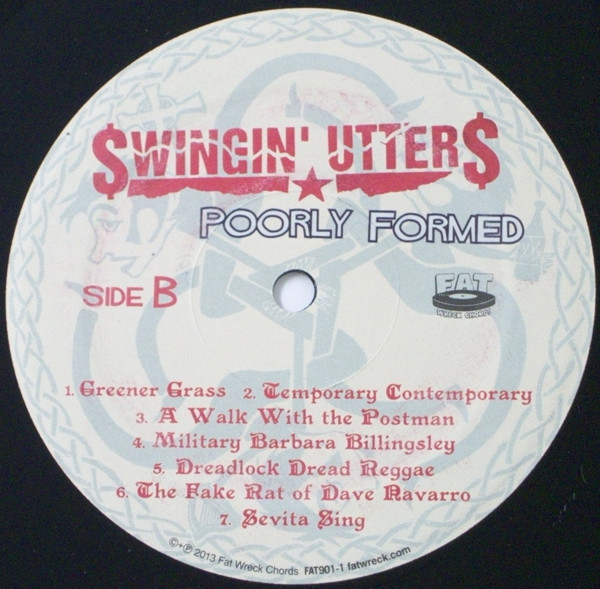 $WINGIN' UTTER$
POORLY FORMED
SIDE B
FAT
WRECK CHORDS
1. Greener Grass 2. Temporary Contemporary
3. A Walk With the Postman
4. Military Barbara Billingsley
5. Dreadlock Dread Reggae
6. The Fake Rat of Dave Navarro
7. Sevita Sing
©+℗ 2013 Fat Wreck Chords FAT901-1 fatwreck.com